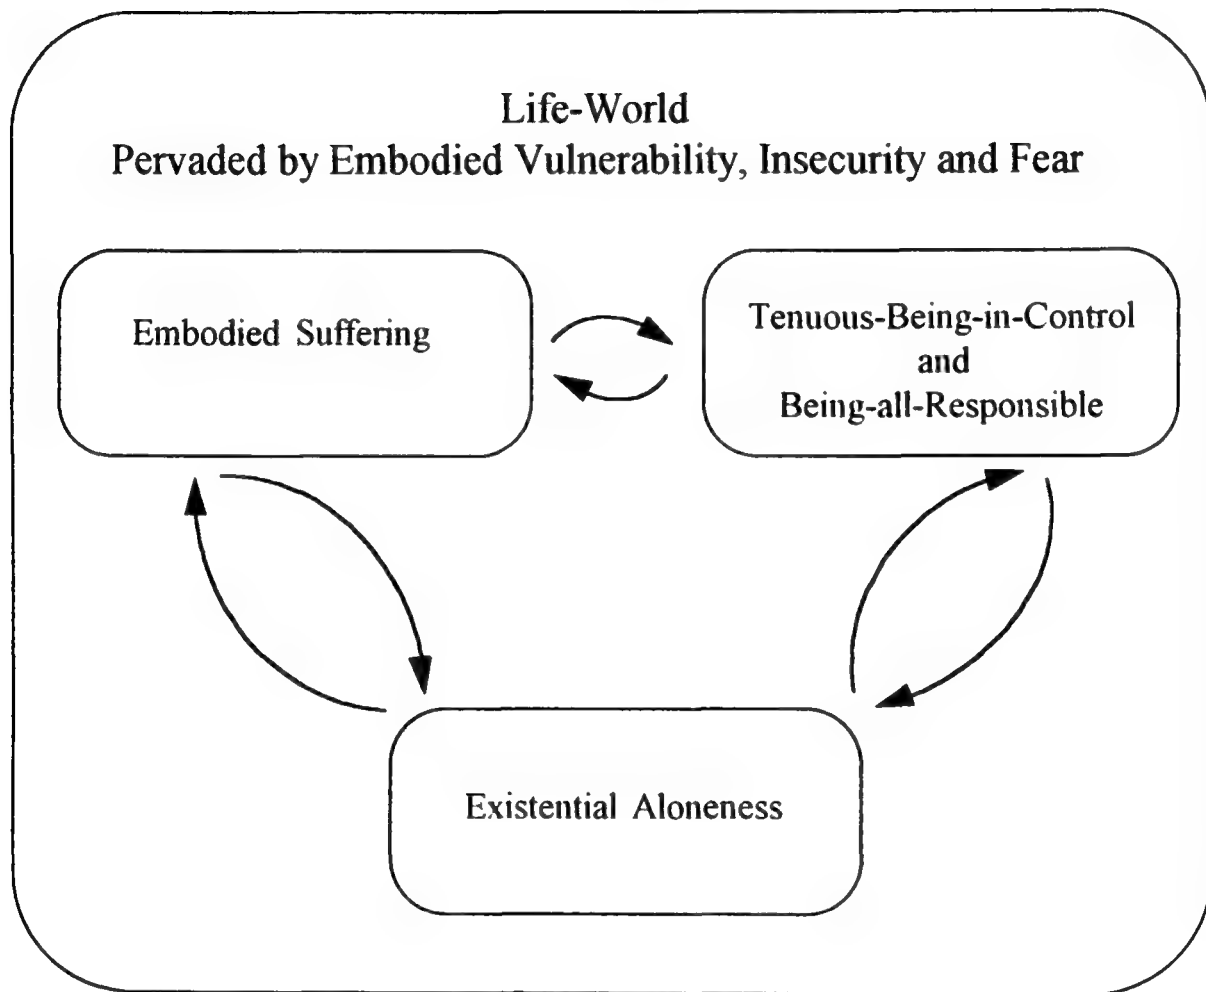 Life-World
Pervaded by Embodied Vulnerability, Insecurity and Fear
Embodied Suffering
Tenuous-Being-in-Control
and
Being-all-Responsible
Existential Aloneness